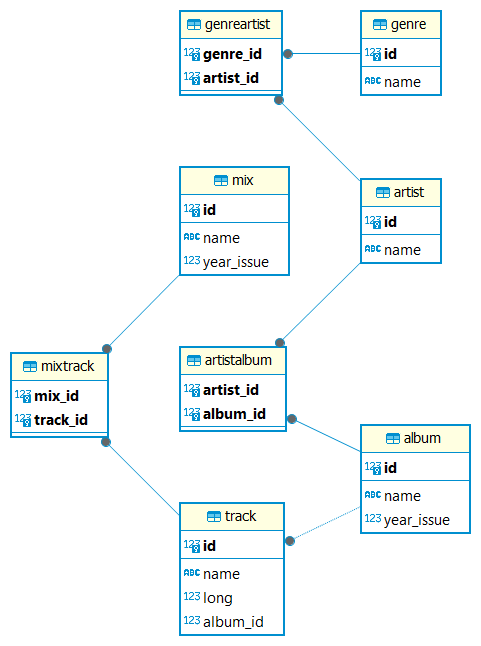 genreartist
123 genre_id
123 artist_id
genre
123 id
ABC name
mix
123 id
ABC name
123 year_issue
artist
123 id
ABC name
mixtrack
123 mix_id
123 track_id
artistalbum
123 artist_id
123 album_id
album
123 id
ABC name
123 year_issue
track
123 id
ABC name
123 long
123 album_id